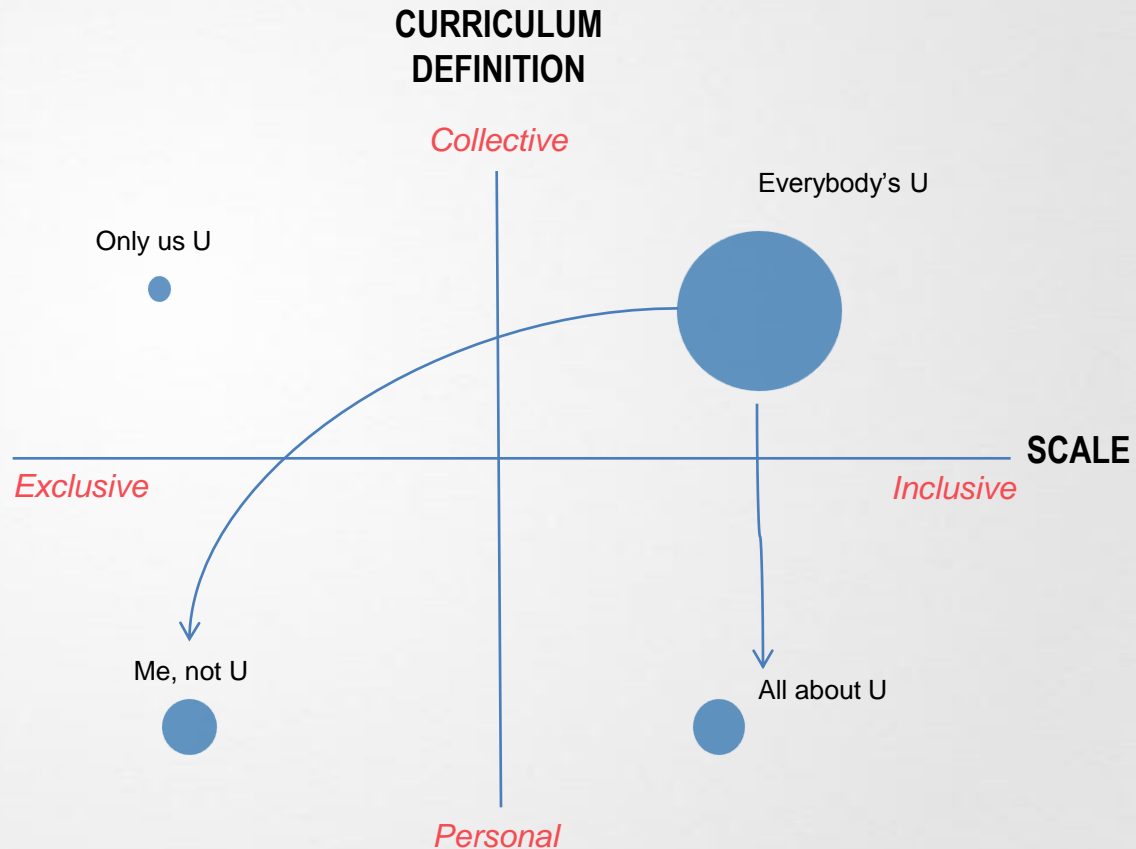 CURRICULUM
DEFINITION
Collective
Everybody’s U
Only us U
SCALE
Exclusive
Inclusive
Me, not U
All about U
Personal